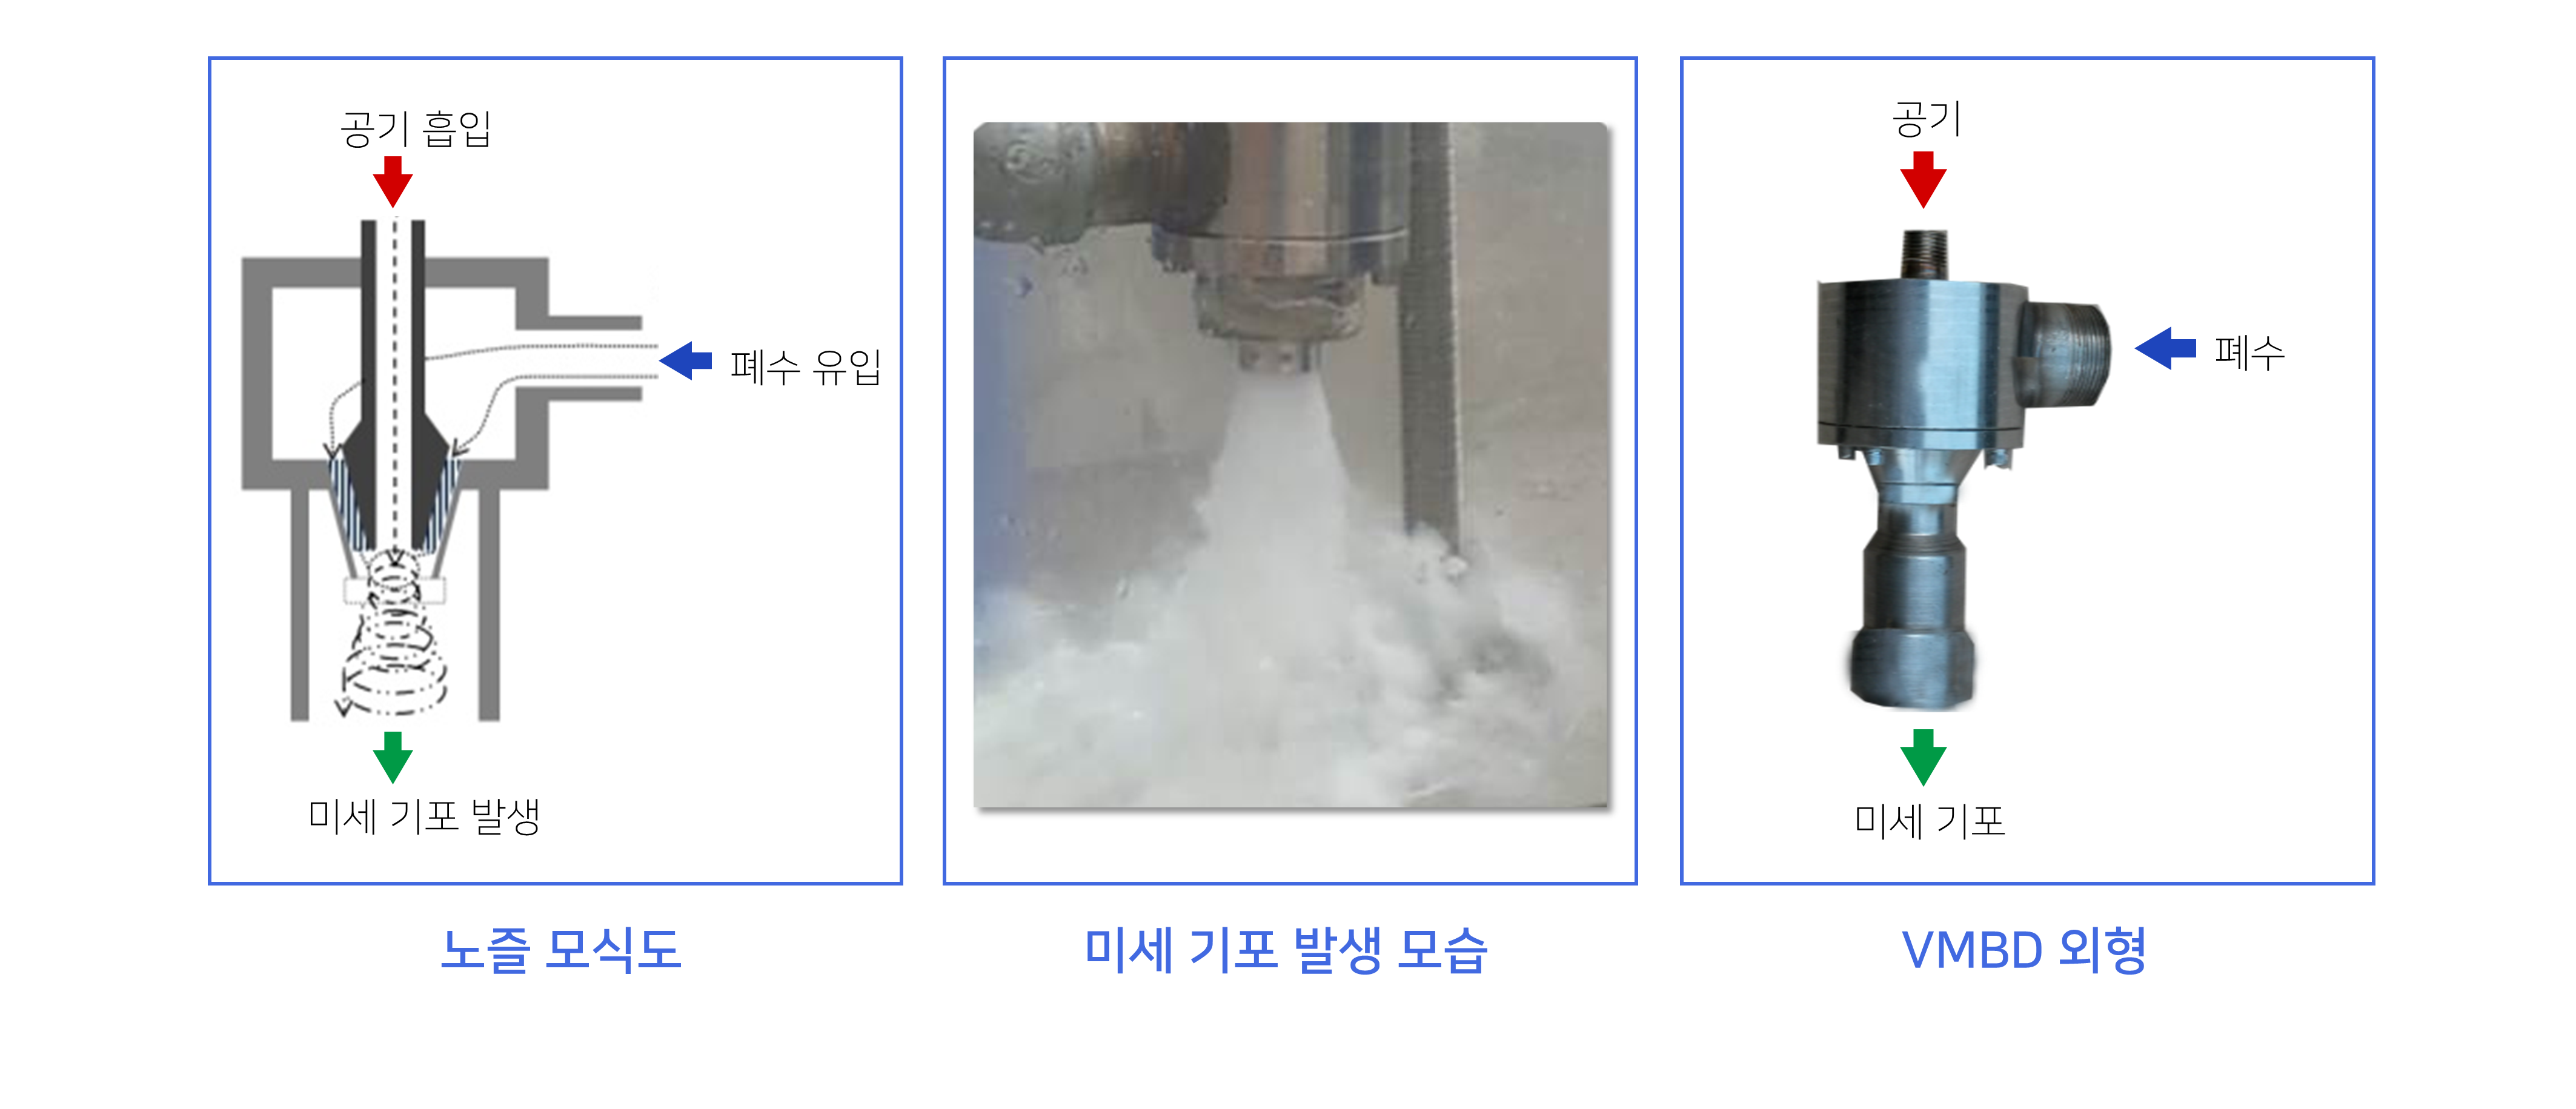 공기 흡입
폐수 유입
미세 기포 발생
노즐 모식도
미세 기포 발생 모습
공기
폐수
미세 기포
VMBD 외형